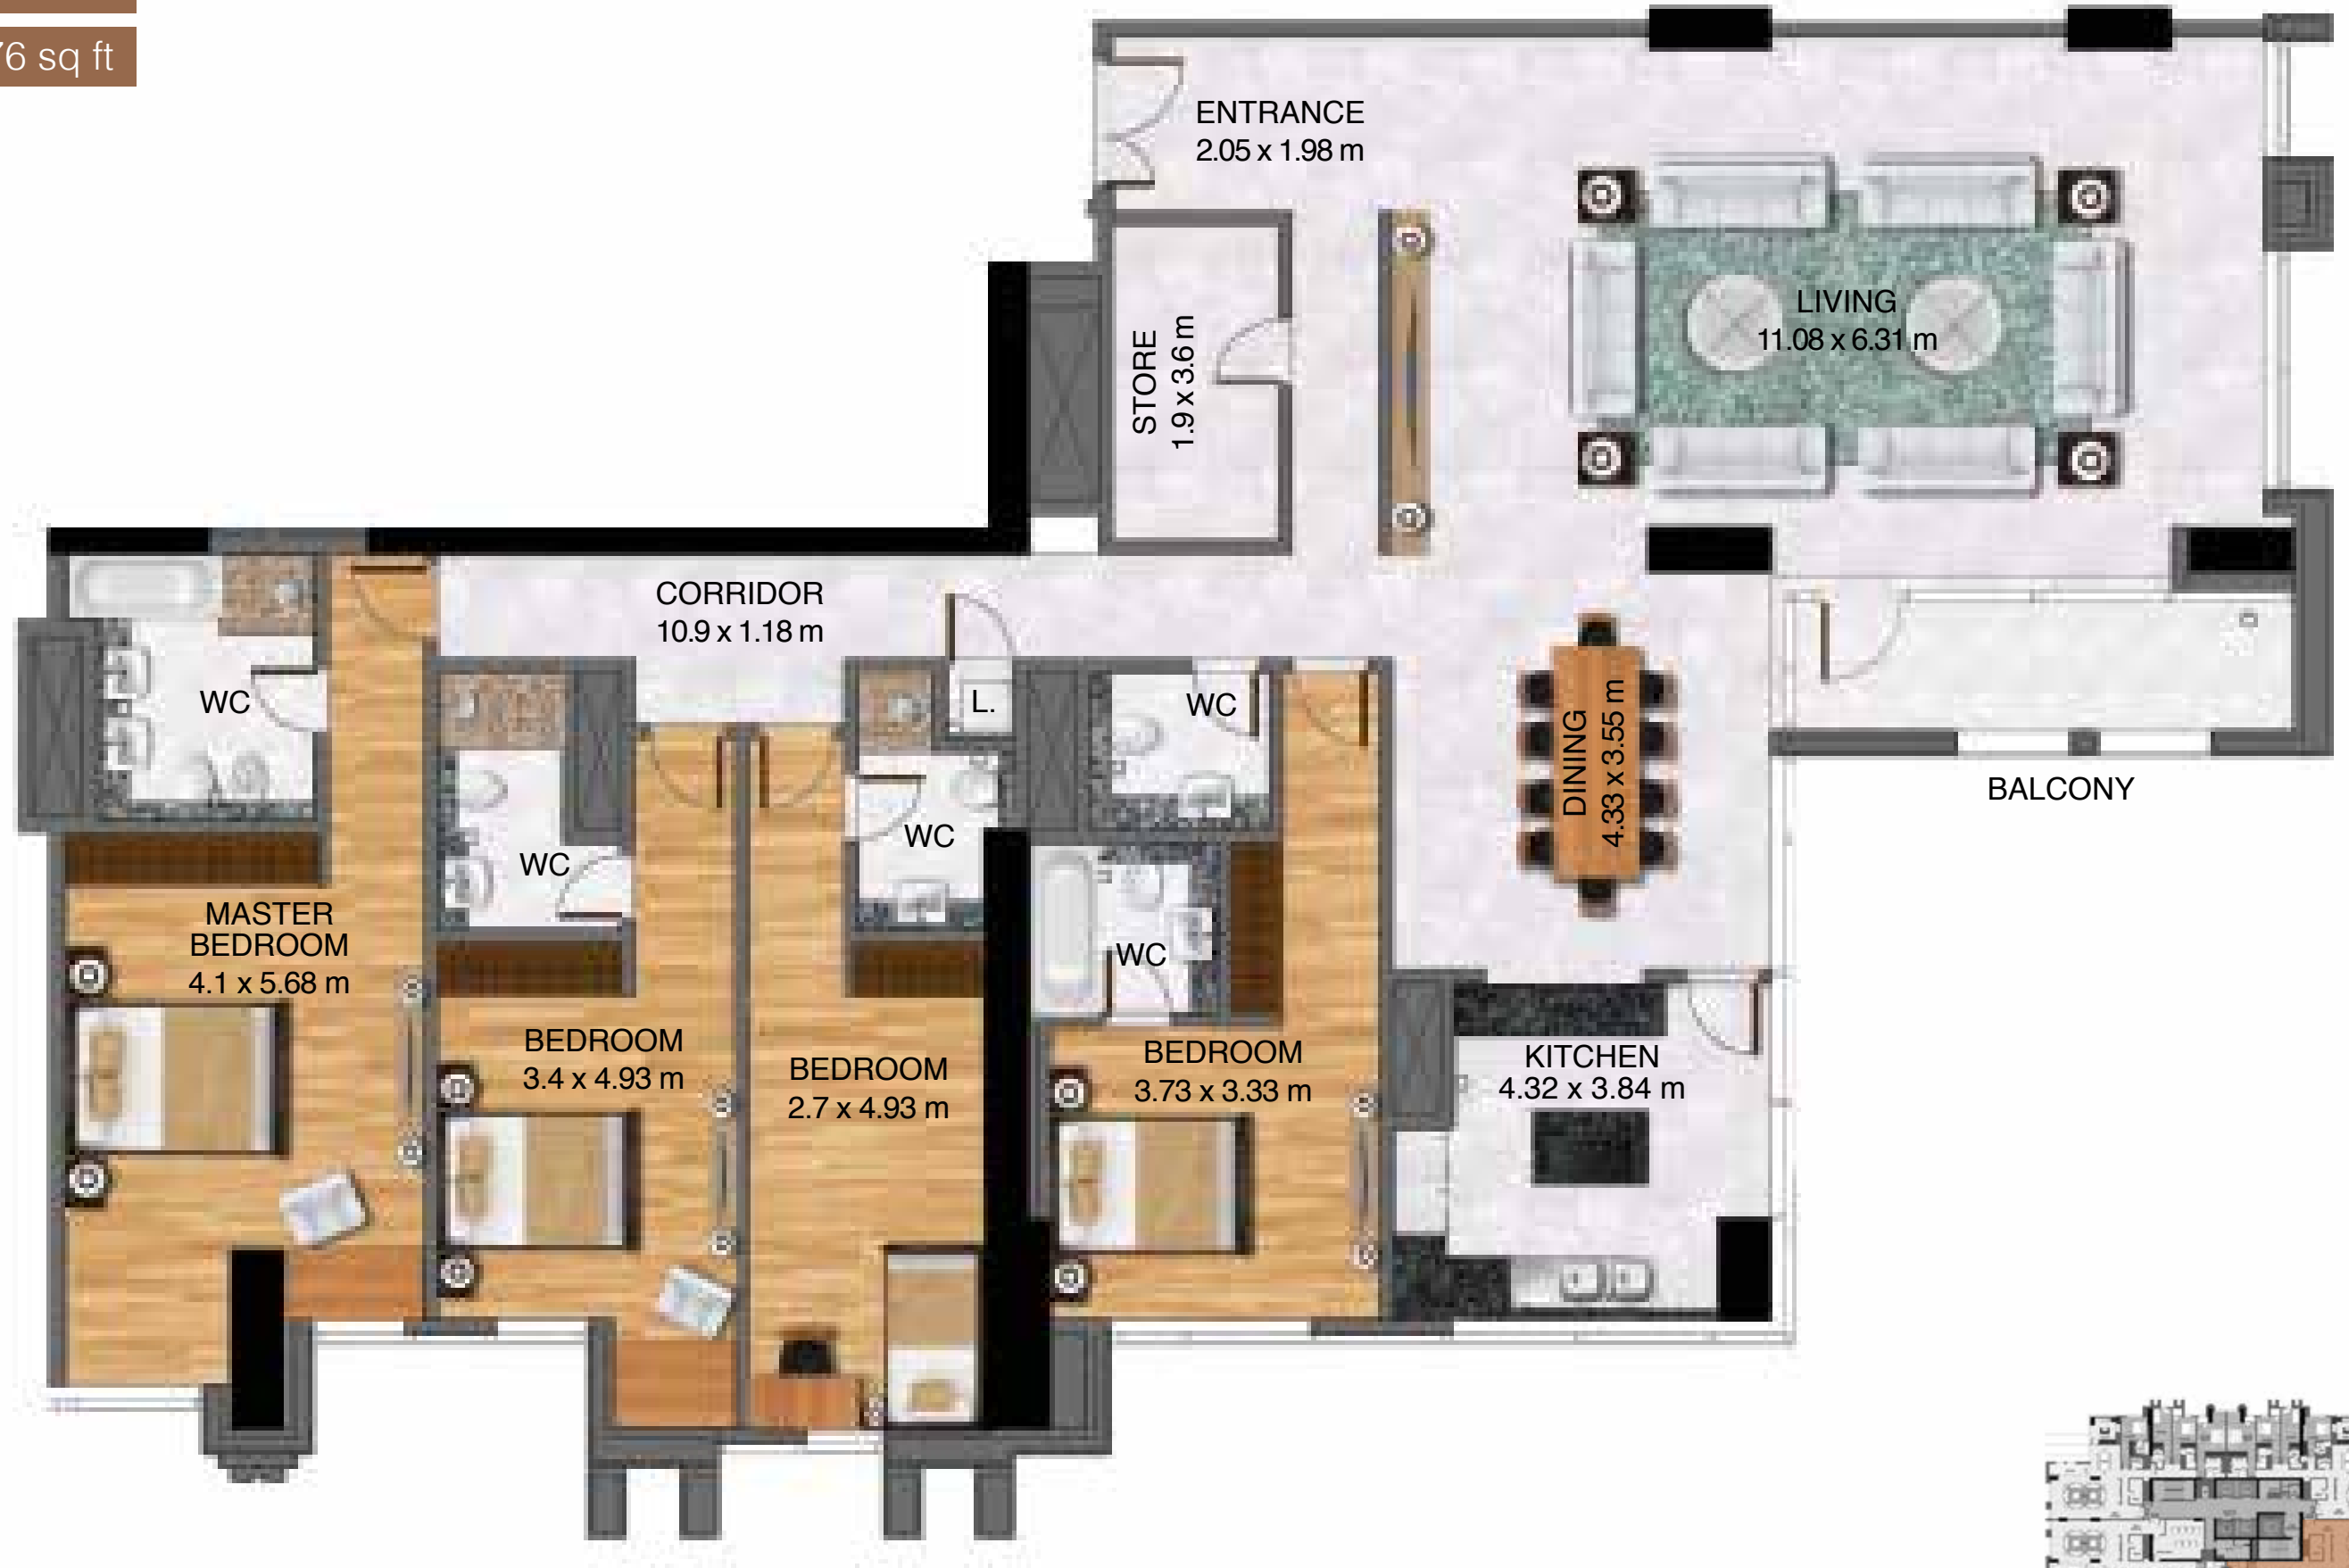 6 sq ft
ENTRANCE
2.05 x 1.98 m
STORE
1.9 x 3.6 m
LIVING
11.08 x 6.31 m
CORRIDOR
10.9 x 1.18 m
WC
WC
L.
WC
WC
WC
DINING
4.33 x 3.55 m
BALCONY
MASTER
BEDROOM
4.1 x 5.68 m
BEDROOM
3.4 x 4.93 m
BEDROOM
2.7 x 4.93 m
BEDROOM
3.73 x 3.33 m
KITCHEN
4.32 x 3.84 m